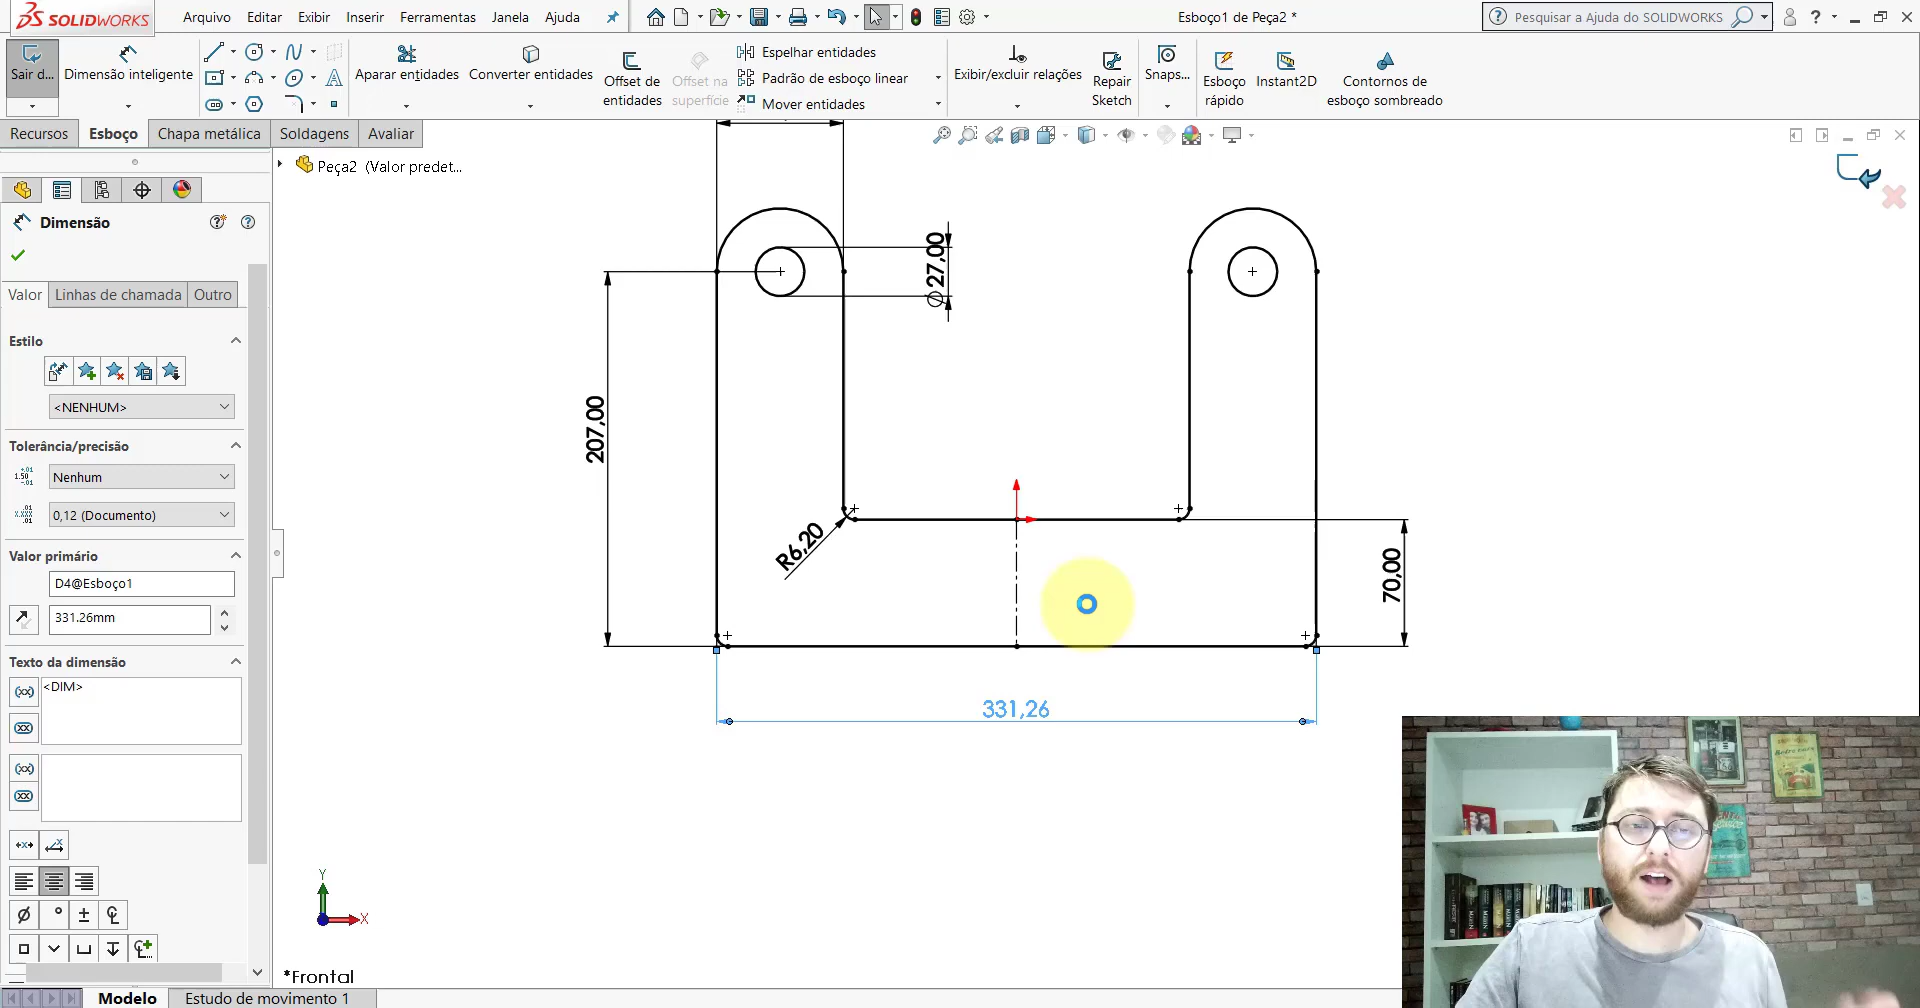 SOLIDWORKS
Arquivo Editar Exibir Inserir Ferramentas Janela Ajuda
Esboço1 de Peça2 *
Pesquisar a Ajuda do SOLIDWORKS
Sair d...
Dimensão inteligente
Aparar entidades
Converter entidades
Offset de entidades
Offset na superfície
Espelhar entidades
Padrão de esboço linear
Mover entidades
Exibir/excluir relações
Repair Sketch
Snaps...
Esboço rápido
Instant2D
Contornos de esboço sombreado
Recursos Esboço Chapa metálica Soldagens Avaliar
Peça2 (Valor predet...
Dimensão
Valor Linhas de chamada Outro
Estilo
<NENHUM>
Tolerância/precisão
Nenhum
0,12 (Documento)
Valor primário
D4@Esboço1
331.26mm
Texto da dimensão
<DIM>
∅27,00
207,00
R6,20
70,00
331,26
Y
X
*Frontal
Modelo Estudo de movimento 1